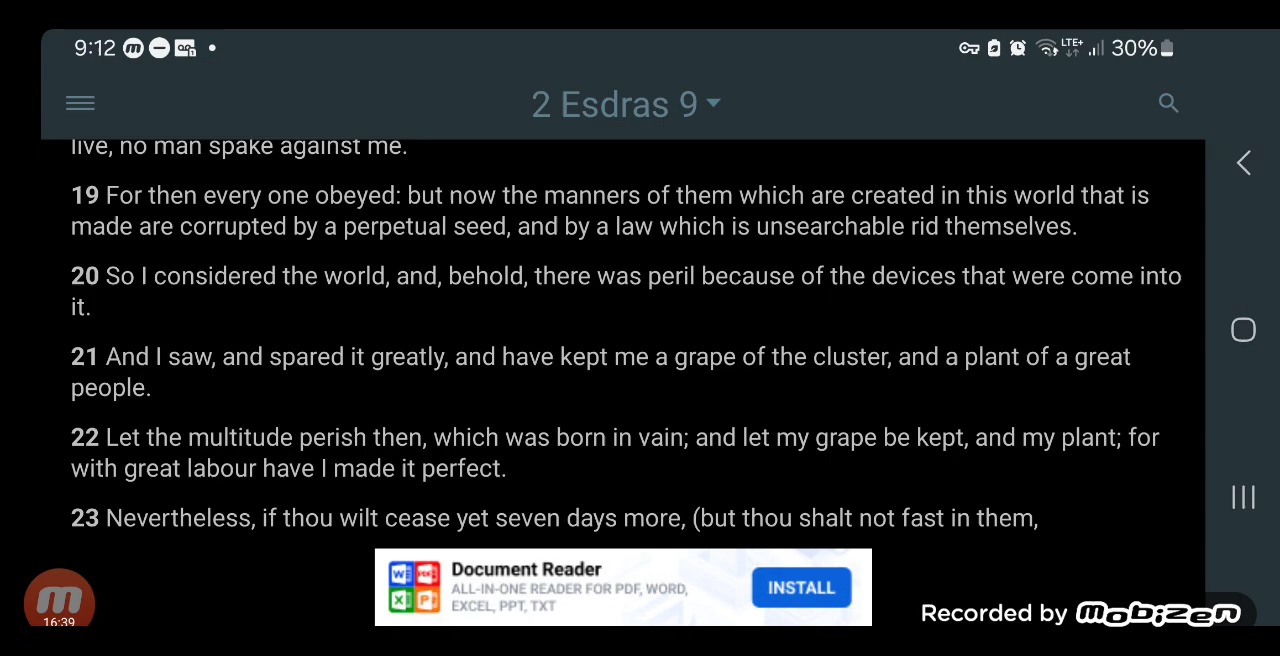 9:12
LTE+
30%
2 Esdras 9
live, no man spake against me.
19 For then every one obeyed: but now the manners of them which are created in this world that is
made are corrupted by a perpetual seed, and by a law which is unsearchable rid themselves.
20 So I considered the world, and, behold, there was peril because of the devices that were come into
it.
21 And I saw, and spared it greatly, and have kept me a grape of the cluster, and a plant of a great
people.
22 Let the multitude perish then, which was born in vain; and let my grape be kept, and my plant; for
with great labour have I made it perfect.
23 Nevertheless, if thou wilt cease yet seven days more, (but thou shalt not fast in them,
Document Reader
ALL-IN-ONE READER FOR PDF, WORD,
EXCEL, PPT, TXT
INSTALL
16:39
Recorded by Mobizen